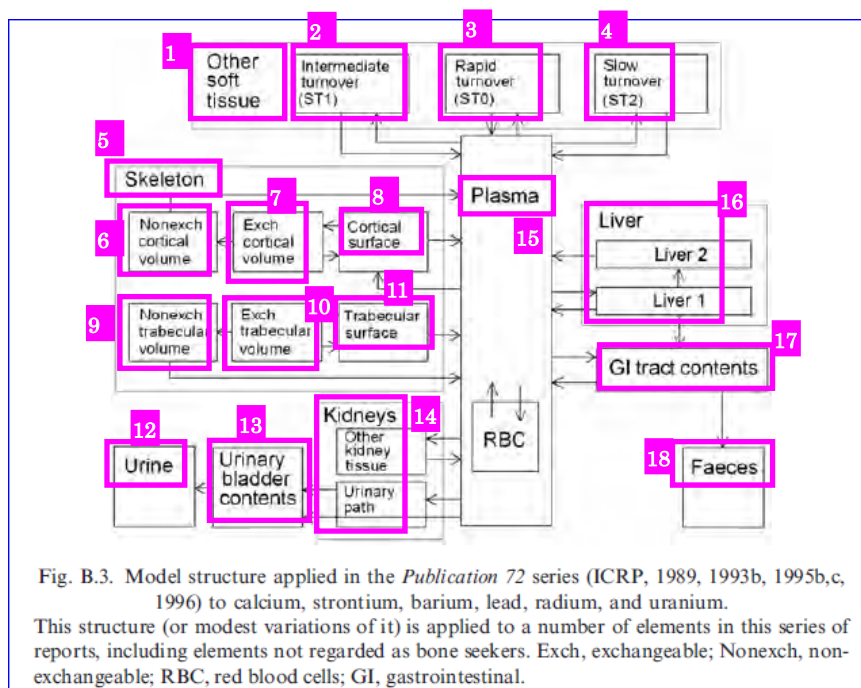 1
2
3
4
Other
soft
tissue
Intermediate
turnover
(ST1)
Rapid
turnover
(ST0)
Slow
turnover
(ST2)
5
Skeleton
Plasma
15
6
Nonexch
cortical
volume
7
Exch
cortical
volume
8
Cortical
surface
16
Liver
Liver 2
Liver 1
9
Nonexch
trabecular
volume
10
Exch
trabecular
volume
11
Trabecular
surface
17
GI tract contents
12
Urine
13
Urinary
bladder
contents
14
Kidneys
Other
kidney
tissue
Urinary
path
RBC
18
Faeces
Fig. B.3. Model structure applied in the Publication 72 series (ICRP, 1989, 1993b, 1995b,c,
1996) to calcium, strontium, barium, lead, radium, and uranium.
This structure (or modest variations of it) is applied to a number of elements in this series of
reports, including elements not regarded as bone seekers. Exch, exchangeable; Nonexch, non-
exchangeable; RBC, red blood cells; GI, gastrointestinal.